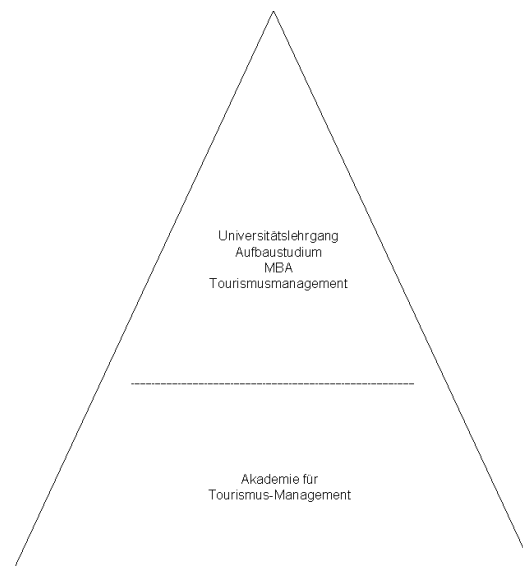 Universitätslehrgang
Aufbaustudium
MBA
Tourismusmanagement
Akademie für
Tourismus-Management